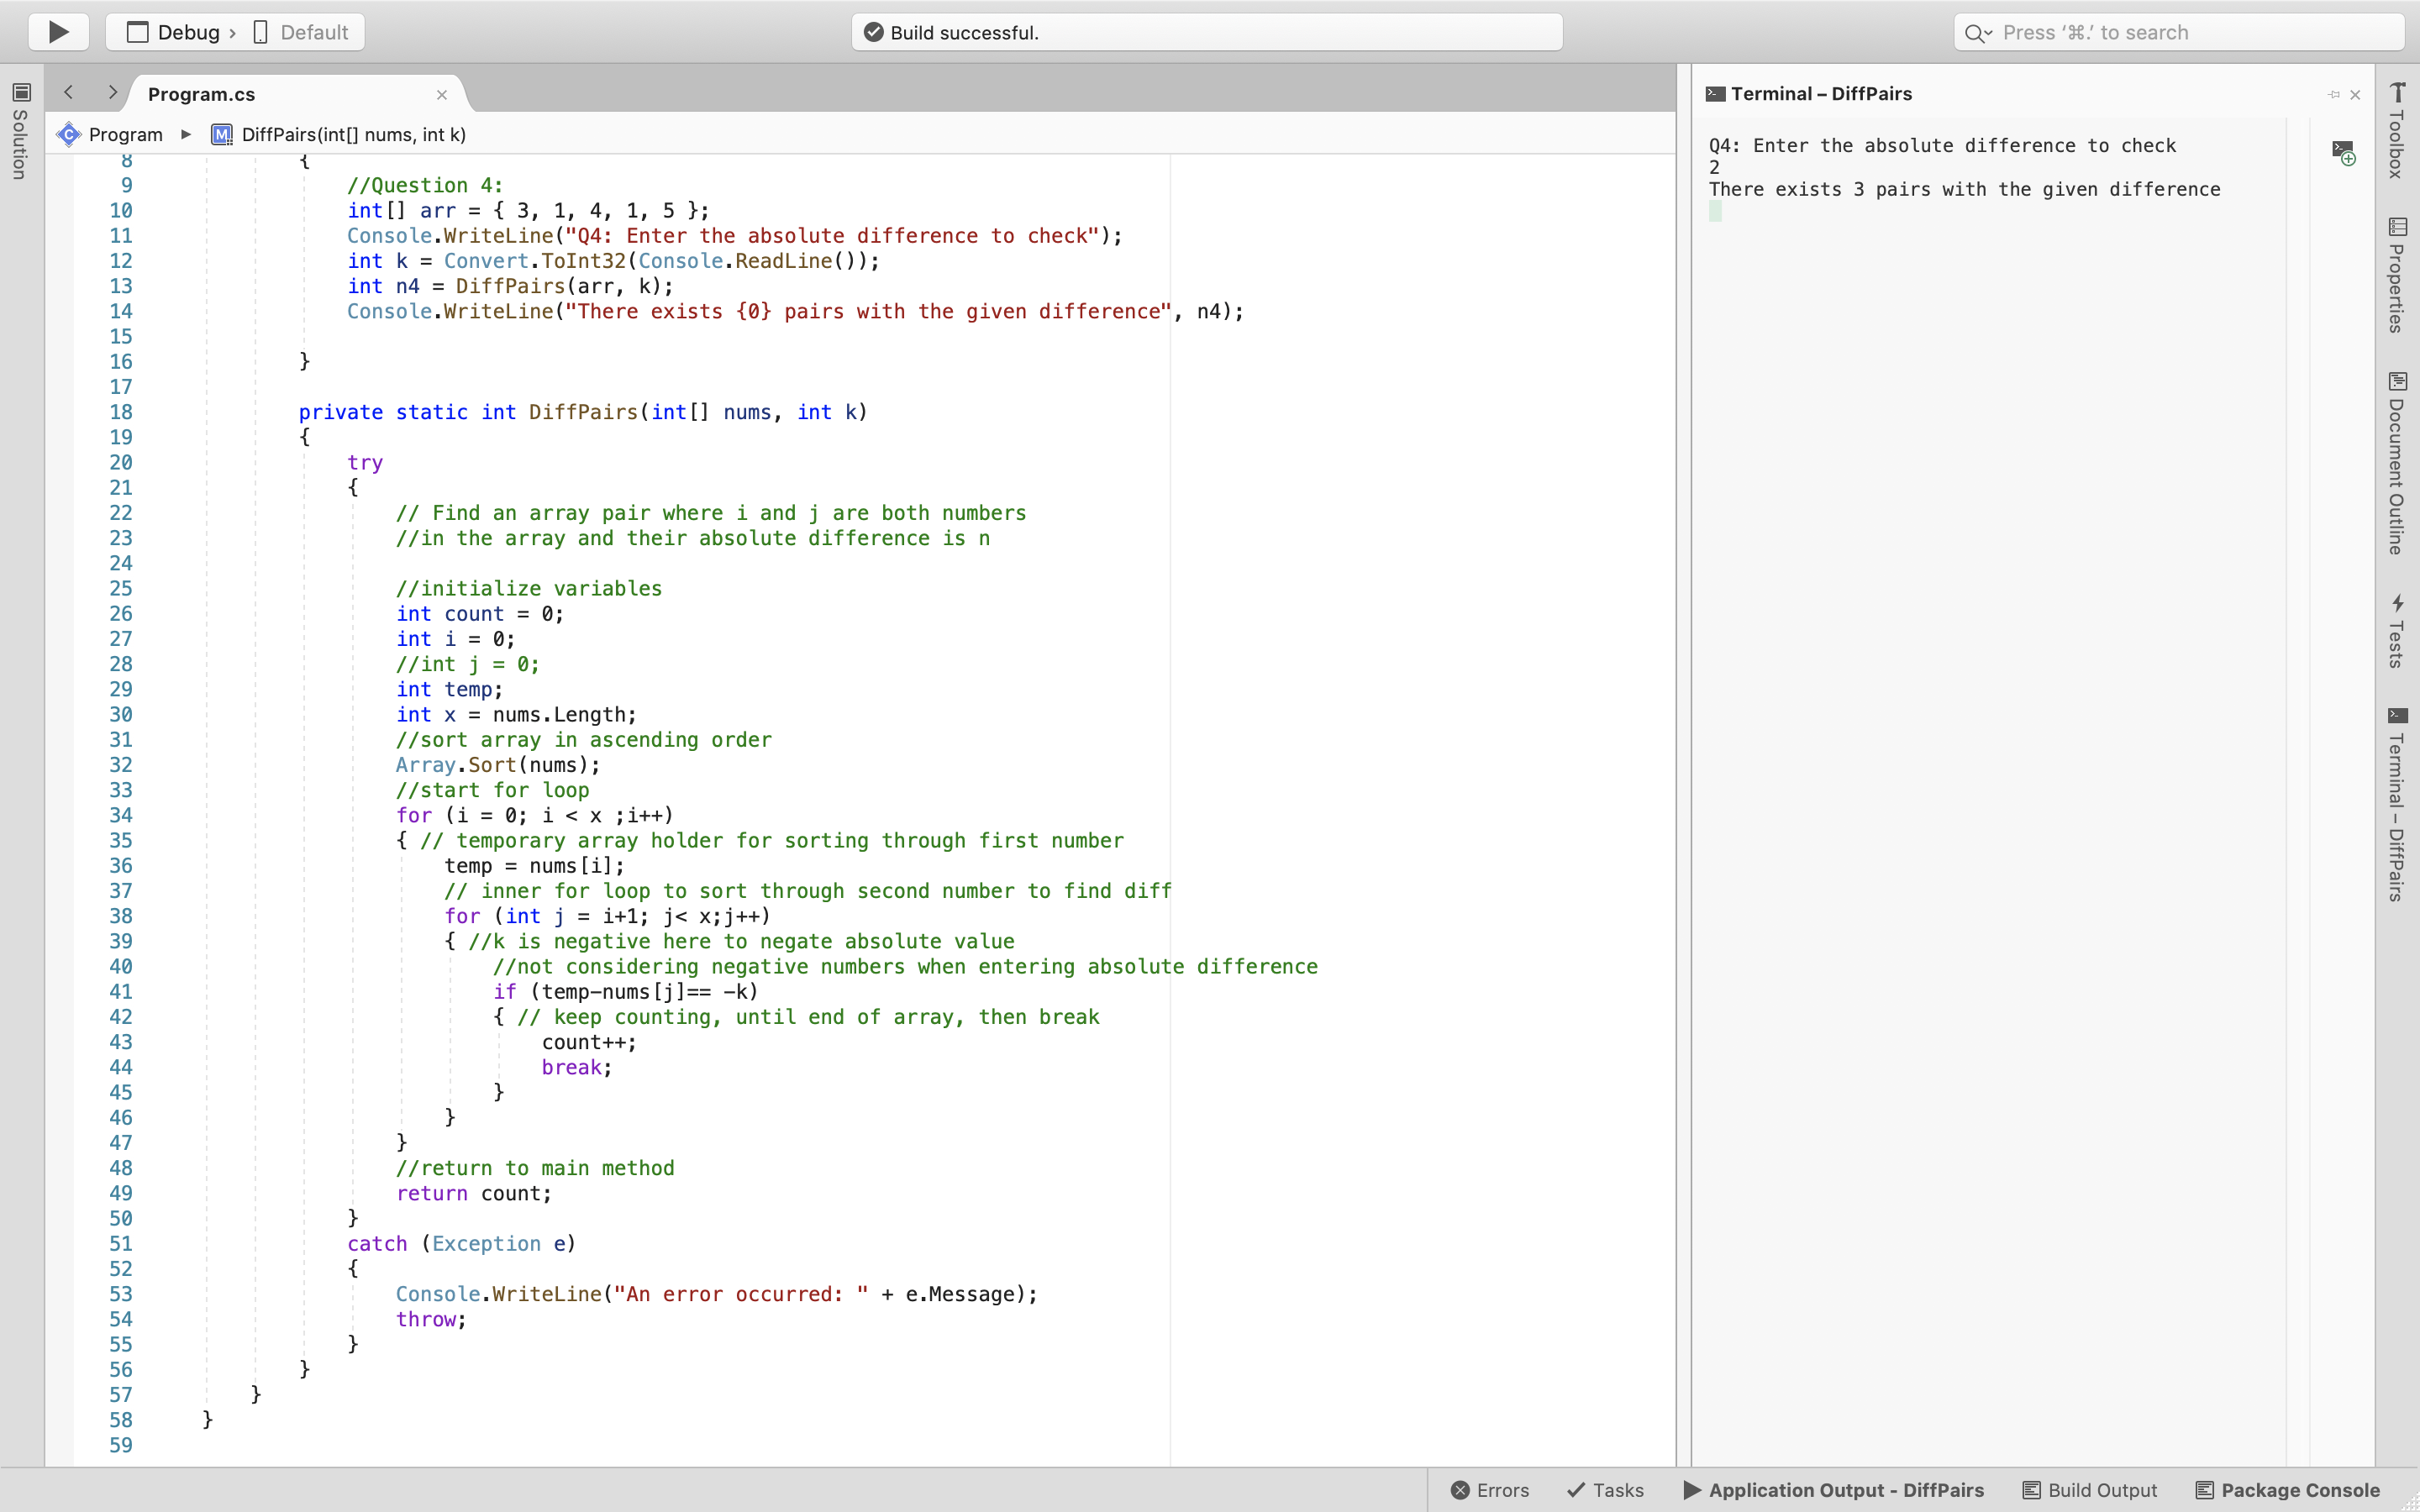 Debug › Default
Build successful.
Press ‘⌘.’ to search
Solution
Program.cs
Program ▸ M DiffPairs(int[] nums, int k)
8 {
9 //Question 4:
10 int[] arr = { 3, 1, 4, 1, 5 };
11 Console.WriteLine("Q4: Enter the absolute difference to check");
12 int k = Convert.ToInt32(Console.ReadLine());
13 int n4 = DiffPairs(arr, k);
14 Console.WriteLine("There exists {0} pairs with the given difference", n4);
15
16 }
17
18 private static int DiffPairs(int[] nums, int k)
19 {
20 try
21 {
22 // Find an array pair where i and j are both numbers
23 //in the array and their absolute difference is n
24
25 //initialize variables
26 int count = 0;
27 int i = 0;
28 //int j = 0;
29 int temp;
30 int x = nums.Length;
31 //sort array in ascending order
32 Array.Sort(nums);
33 //start for loop
34 for (i = 0; i < x ;i++)
35 { // temporary array holder for sorting through first number
36 temp = nums[i];
37 // inner for loop to sort through second number to find diff
38 for (int j = i+1; j< x;j++)
39 { //k is negative here to negate absolute value
40 //not considering negative numbers when entering absolute difference
41 if (temp-nums[j]== -k)
42 { // keep counting, until end of array, then break
43 count++;
44 break;
45 }
46 }
47 }
48 //return to main method
49 return count;
50 }
51 catch (Exception e)
52 {
53 Console.WriteLine("An error occurred: " + e.Message);
54 throw;
55 }
56 }
57 }
58 }
59
Terminal – DiffPairs
Q4: Enter the absolute difference to check
2
There exists 3 pairs with the given difference
Toolbox
Properties
Document Outline
Tests
Terminal – DiffPairs
Errors
Tasks
Application Output - DiffPairs
Build Output
Package Console